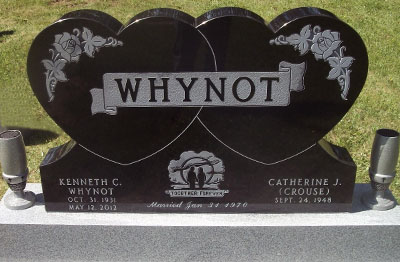 WHYNOT
TOGETHER FOREVER
KENNETH C.
WHYNOT
OCT. 31, 1931
MAY 12, 2012
CATHERINE J.
(CROUSE)
SEPT. 24, 1948
Married Jan. 31 1970